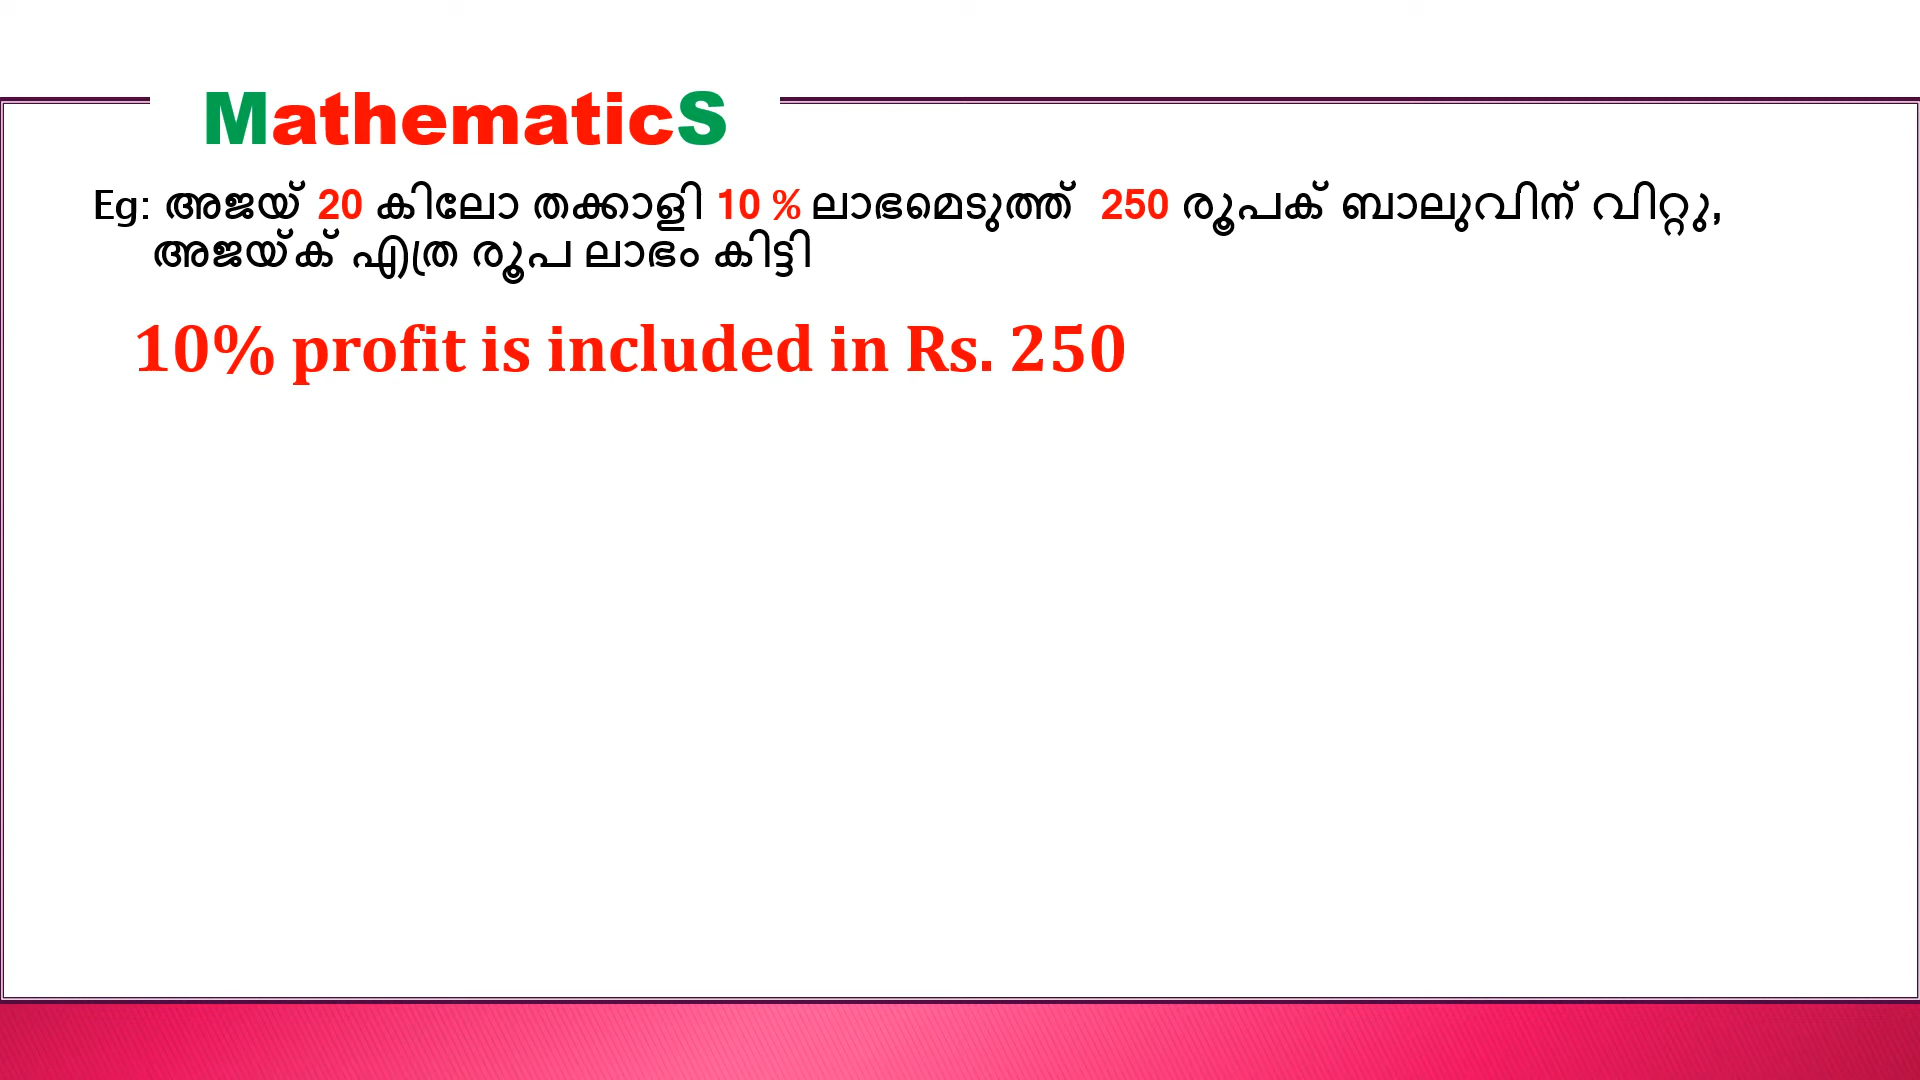 MathematicS
Eg: അജയ് 20 കിലോ തക്കാളി 10 % ലാഭമെടുത്ത് 250 രൂപക് ബാലുവിന് വിറ്റു,
അജയ്ക് എത്ര രൂപ ലാഭം കിട്ടി
10% profit is included in Rs. 250